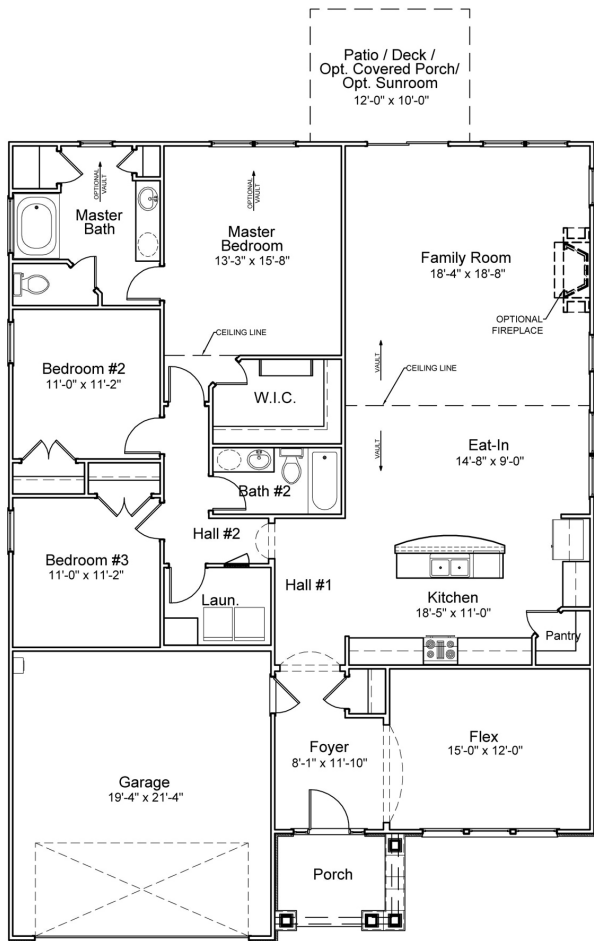 Patio / Deck /
Opt. Covered Porch/
Opt. Sunroom
12'-0" x 10'-0"
OPTIONAL
VAULT
Master
Bath
OPTIONAL
VAULT
Master
Bedroom
13'-3" x 15'-8"
Family Room
18'-4" x 18'-8"
OPTIONAL
FIREPLACE
CEILING LINE
VAULT
CEILING LINE
Bedroom #2
11'-0" x 11'-2"
W.I.C.
VAULT
Eat-In
14'-8" x 9'-0"
Bath #2
Hall #2
Bedroom #3
11'-0" x 11'-2"
Hall #1
Laun.
Kitchen
18'-5" x 11'-0"
Pantry
Foyer
8'-1" x 11'-10"
Flex
15'-0" x 12'-0"
Garage
19'-4" x 21'-4"
Porch